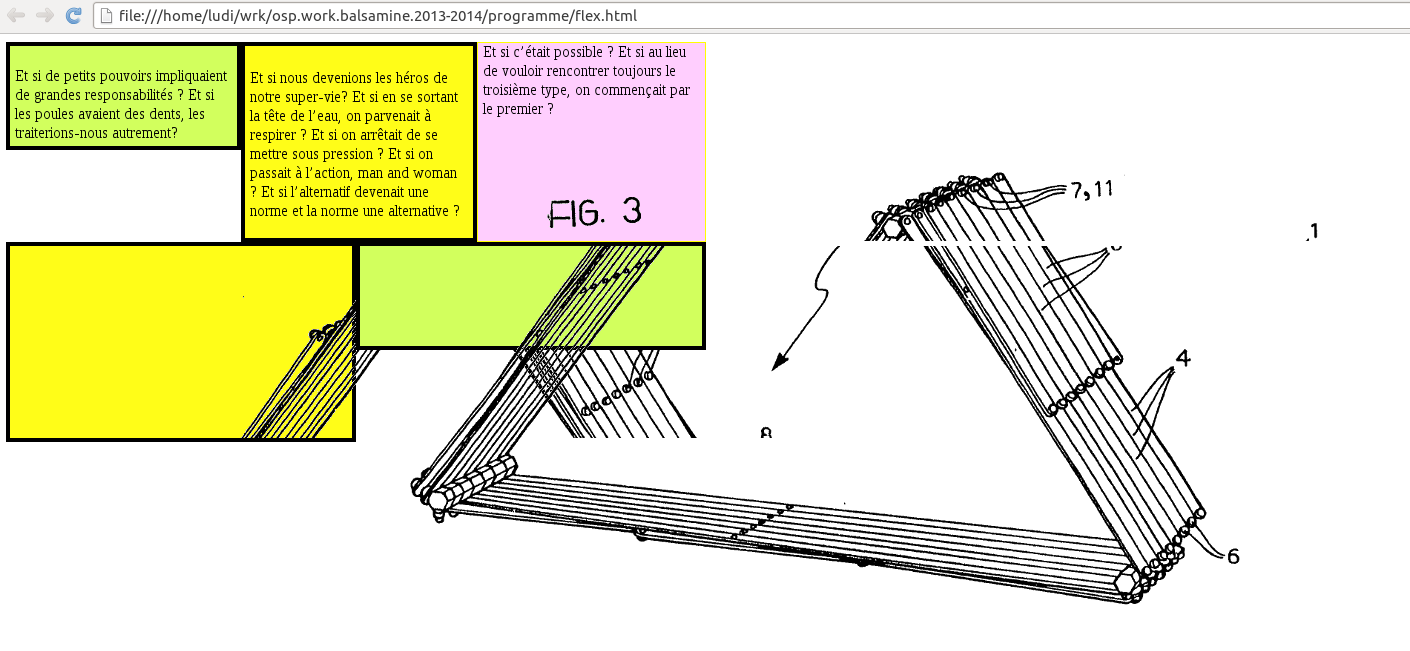 file:///home/ludi/wrk/osp.work.balsamine.2013-2014/programme/flex.html
Et si de petits pouvoirs impliquaient
de grandes responsabilités ? Et si
les poules avaient des dents, les
traiterions-nous autrement?
Et si nous devenions les héros de
notre super-vie? Et si en se sortant
la tête de l’eau, on parvenait à
respirer ? Et si on arrêtait de se
mettre sous pression ? Et si on
passait à l’action, man and woman
? Et si l’alternatif devenait une
norme et la norme une alternative ?
Et si c’était possible ? Et si au lieu
de vouloir rencontrer toujours le
troisième type, on commençait par
le premier ?
FIG. 3
7,11
1
4
6